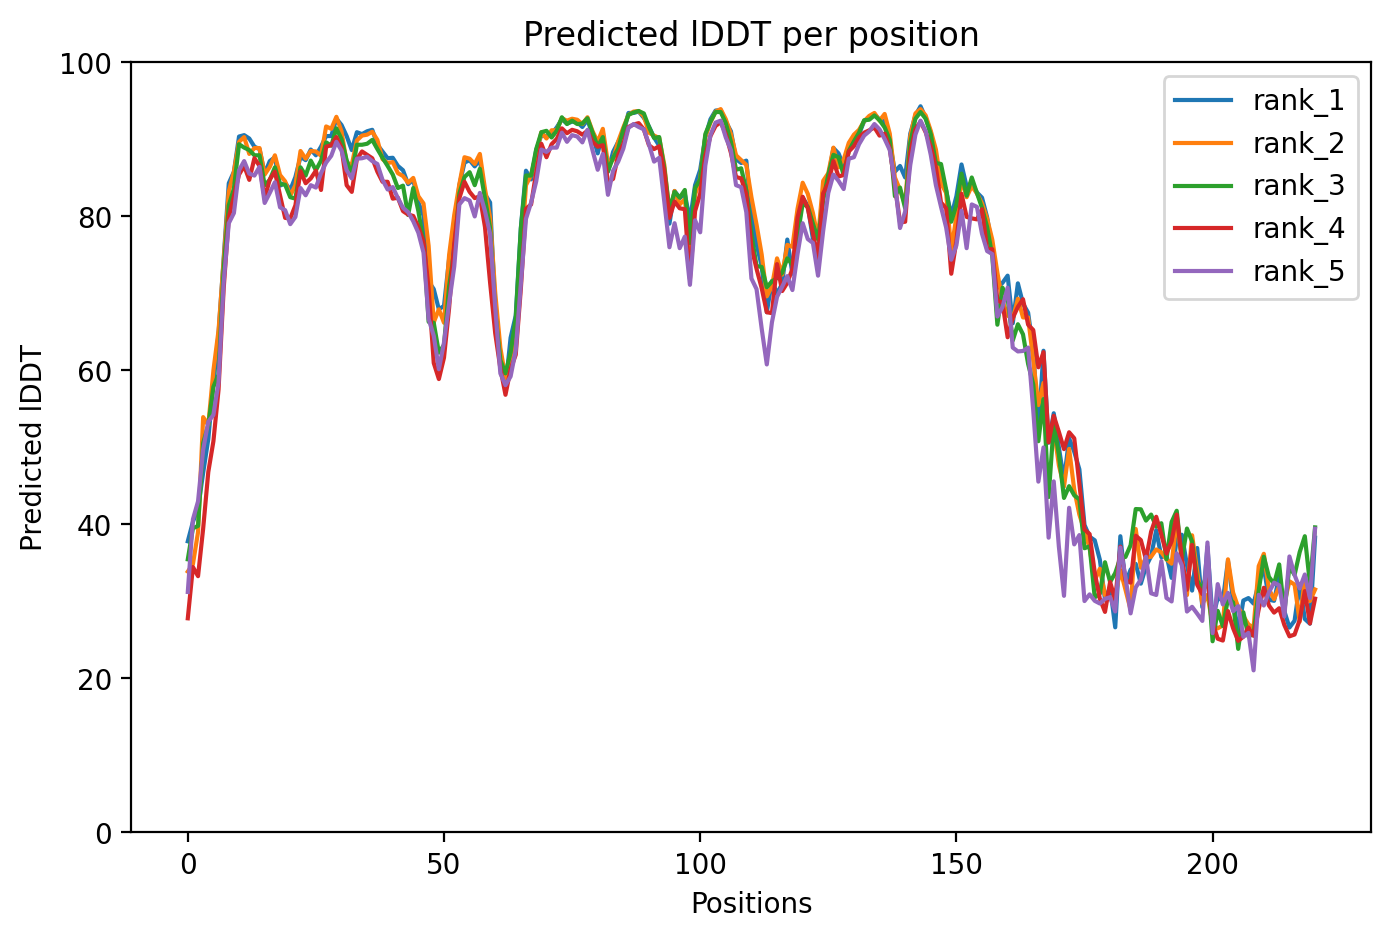 Predicted lDDT per position
100
80
60
40
20
0
Predicted lDDT
0
50
100
150
200
Positions
rank_1
rank_2
rank_3
rank_4
rank_5